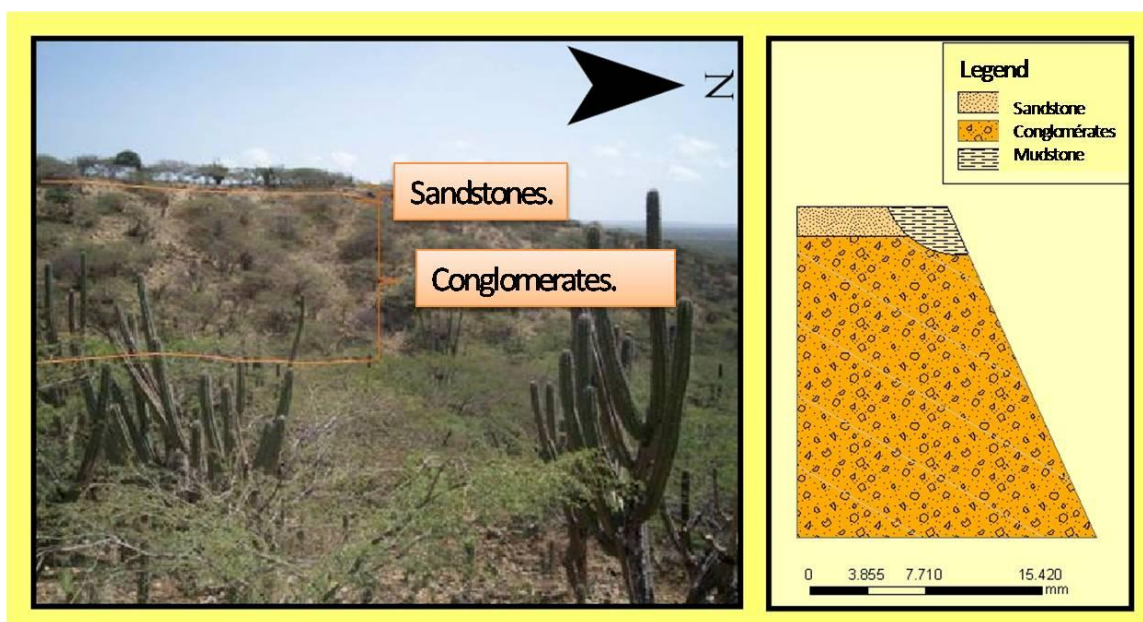 N
Sandstones.
Conglomerates.
Legend
Sandstone
Conglomérates
Mudstone
0 3.855 7.710 15.420
mm